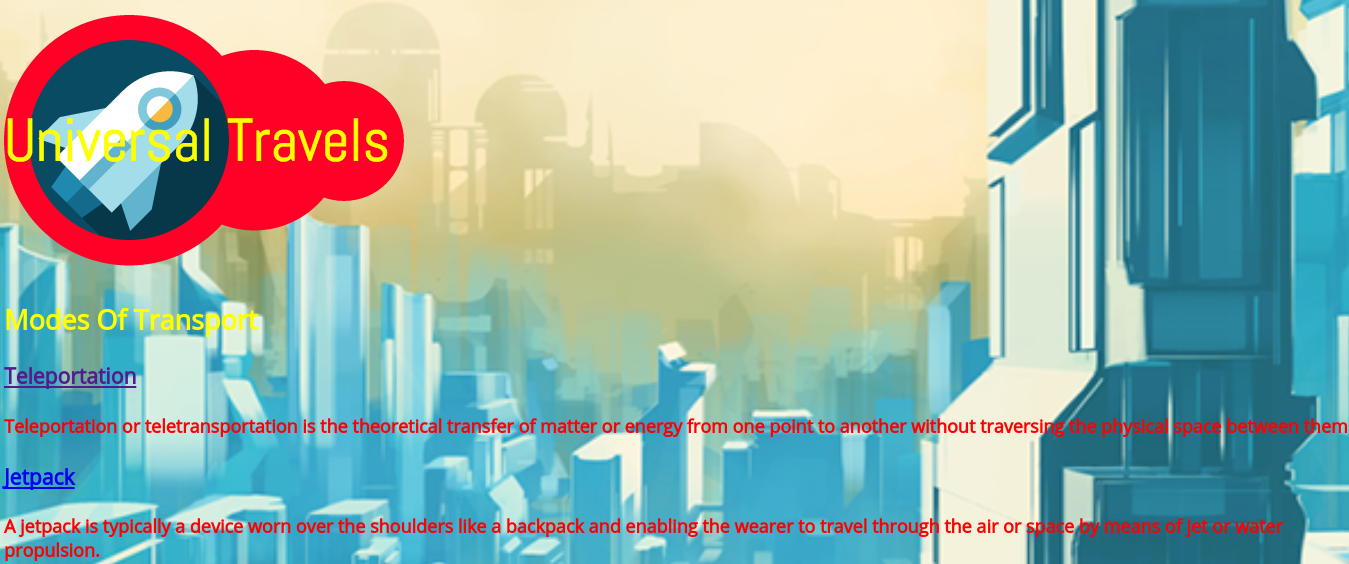 Universal Travels
Modes Of Transport
Teleportation
Teleportation or teletransportation is the theoretical transfer of matter or energy from one point to another without traversing the physical space between them
Jetpack
A jetpack is typically a device worn over the shoulders like a backpack and enabling the wearer to travel through the air or space by means of jet or water
propulsion.